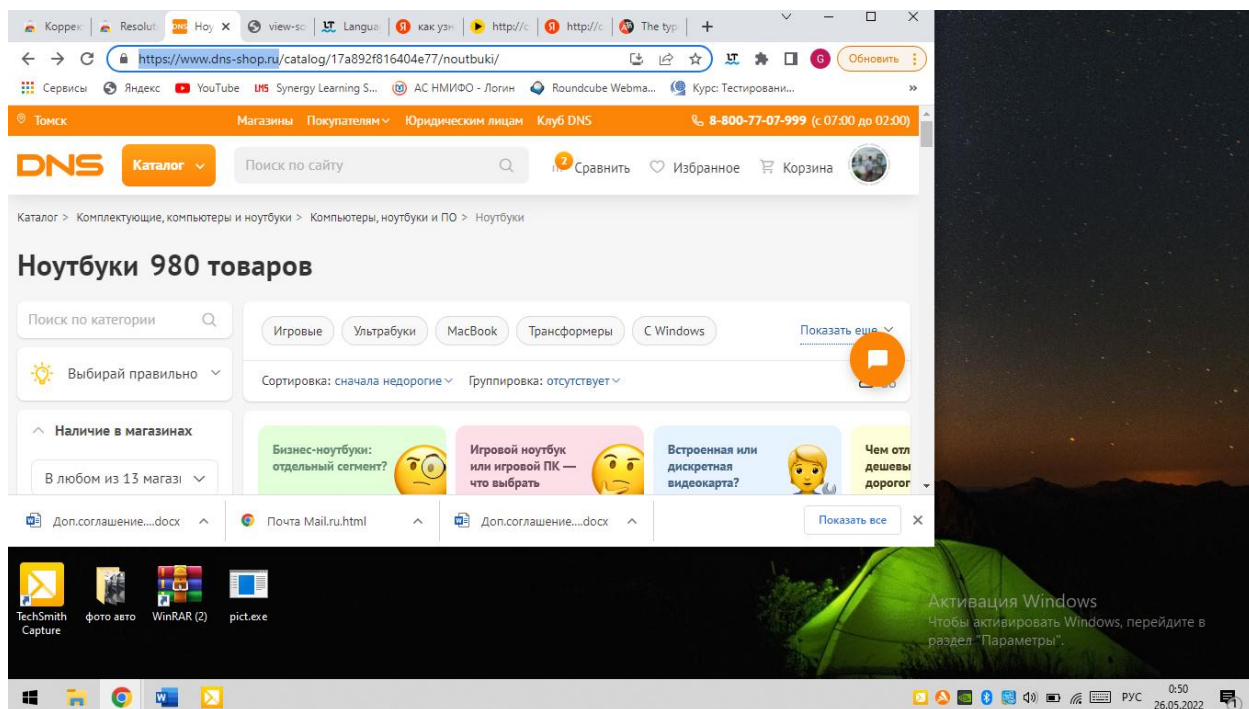 Коррек
Resolut
Ноу
view-so
Langua
как узн
http://c
http://c
The typ
https://www.dns-shop.ru/catalog/17a892f816404e77/noutbuki/
G
Обновить
Сервисы
Яндекс
YouTube
LMS Synergy Learning S...
АС НМИФО - Логин
Roundcube Webma...
Курс: Тестировани...
»
Томск
Магазины
Покупателям
Юридическим лицам
Клуб DNS
8-800-77-07-999 (с 07:00 до 02:00)
DNS
Каталог
Поиск по сайту
2
Сравнить
Избранное
Корзина
Каталог > Комплектующие, компьютеры и ноутбуки > Компьютеры, ноутбуки и ПО > Ноутбуки
Ноутбуки 980 товаров
Поиск по категории
Игровые
Ультрабуки
MacBook
Трансформеры
С Windows
Показать еще
Выбирай правильно
Сортировка: сначала недорогие
Группировка: отсутствует
Наличие в магазинах
В любом из 13 магазі
Бизнес-ноутбуки:
отдельный сегмент?
Игровой ноутбук
или игровой ПК —
что выбрать
Встроенная или
дискретная
видеокарта?
Чем отл
дешевы
дорогог
Доп.соглашение....docx
Почта Mail.ru.html
Доп.соглашение....docx
Показать все
TechSmith
Capture
фото авто
WinRAR (2)
pict.exe
Активация Windows
Чтобы активировать Windows, перейдите в
раздел "Параметры".
РУС
0:50
26.05.2022